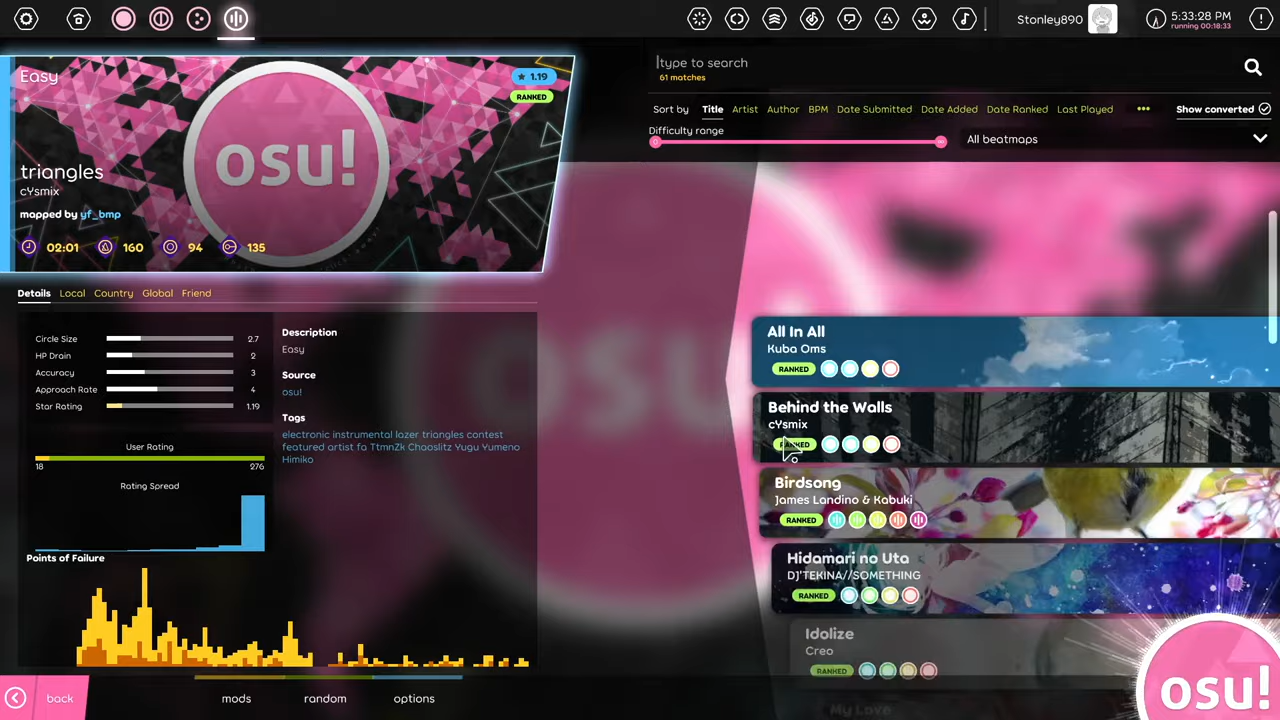 Stonley890
5:33:28 PM
running 00:18:33
Easy
1.19
RANKED
osu!
triangles
cYsmix
mapped by yf_bmp
02:01
160
94
135
type to search
61 matches
Sort by Title Artist Author BPM Date Submitted Date Added Date Ranked Last Played ••• Show converted
Difficulty range
0
∞
All beatmaps
Details Local Country Global Friend
Circle Size 2.7
HP Drain 2
Accuracy 3
Approach Rate 4
Star Rating 1.19
User Rating
18 276
Rating Spread
Points of Failure
Description
Easy
Source
osu!
Tags
electronic instrumental lazer triangles contest
featured artist fa TtmnZk Chaoslitz Yugu Yumeno
Himiko
All In All
Kuba Oms
RANKED
Behind the Walls
cYsmix
RANKED
Birdsong
James Landino & Kabuki
RANKED
Hidamari no Uta
DJ'TEKINA//SOMETHING
RANKED
Idolize
Creo
RANKED
My Love
back
mods
random
options
osu!